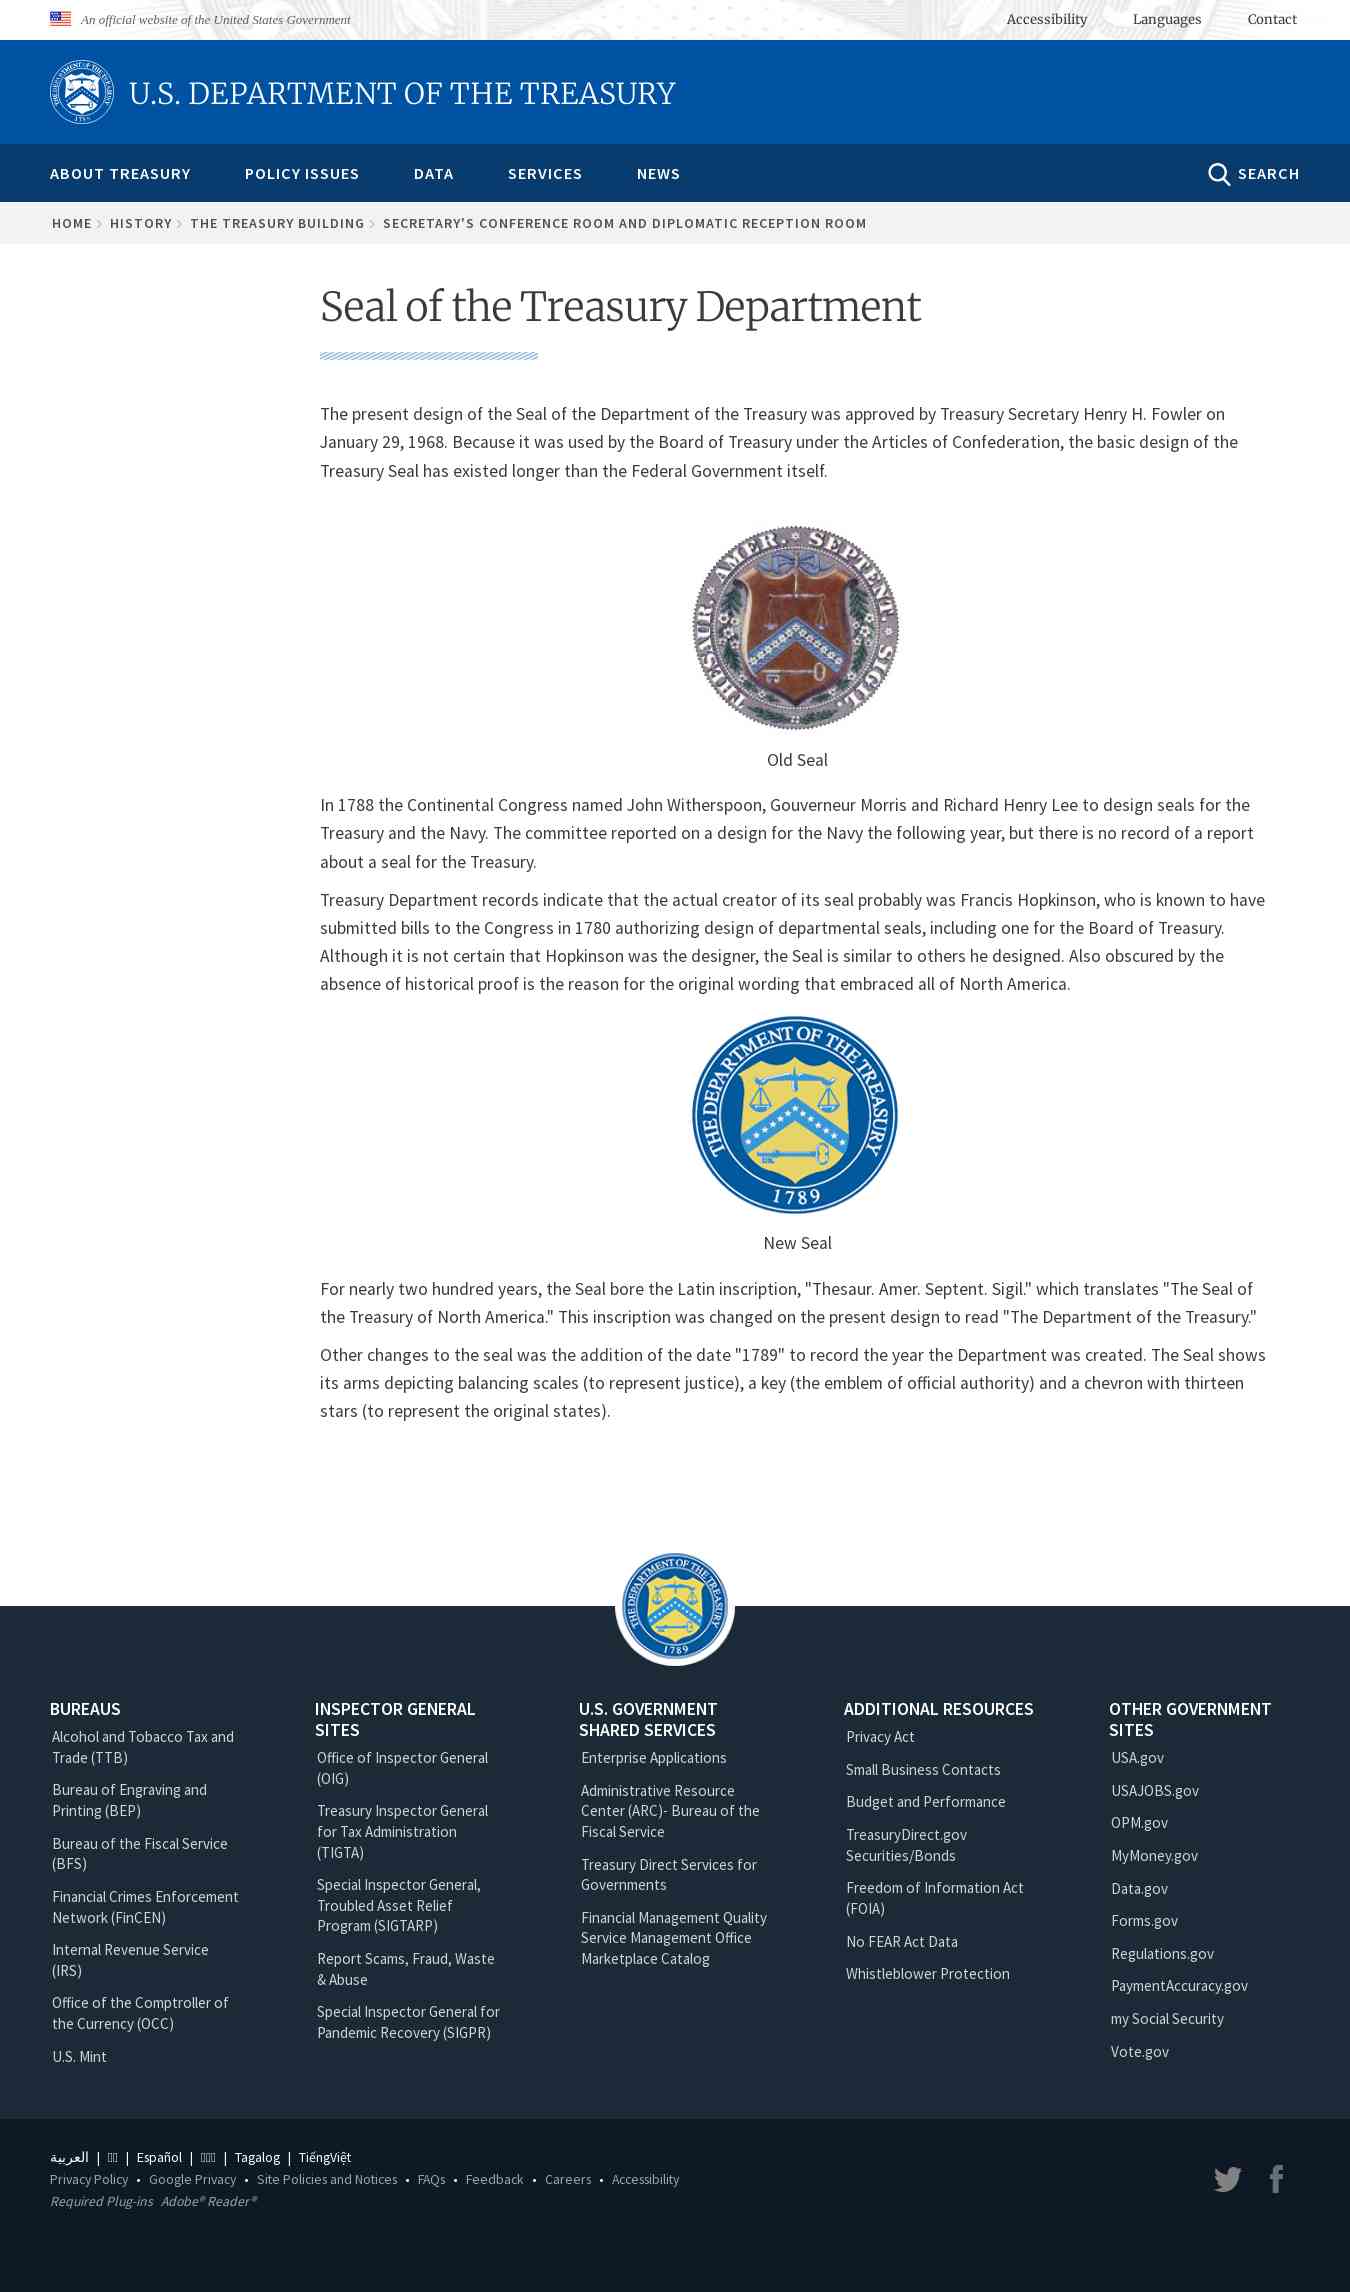 An official website of the United States Government
Accessibility Languages Contact
U.S. DEPARTMENT OF THE TREASURY
ABOUT TREASURY POLICY ISSUES DATA SERVICES NEWS SEARCH
HOME HISTORY THE TREASURY BUILDING SECRETARY'S CONFERENCE ROOM AND DIPLOMATIC RECEPTION ROOM
Seal of the Treasury Department
The present design of the Seal of the Department of the Treasury was approved by Treasury Secretary Henry H. Fowler on
January 29, 1968. Because it was used by the Board of Treasury under the Articles of Confederation, the basic design of the
Treasury Seal has existed longer than the Federal Government itself.
THESAUR. AMER. SEPTENT. SIGIL.
Old Seal
In 1788 the Continental Congress named John Witherspoon, Gouverneur Morris and Richard Henry Lee to design seals for the
Treasury and the Navy. The committee reported on a design for the Navy the following year, but there is no record of a report
about a seal for the Treasury.
Treasury Department records indicate that the actual creator of its seal probably was Francis Hopkinson, who is known to have
submitted bills to the Congress in 1780 authorizing design of departmental seals, including one for the Board of Treasury.
Although it is not certain that Hopkinson was the designer, the Seal is similar to others he designed. Also obscured by the
absence of historical proof is the reason for the original wording that embraced all of North America.
THE DEPARTMENT OF THE TREASURY
1789
New Seal
For nearly two hundred years, the Seal bore the Latin inscription, "Thesaur. Amer. Septent. Sigil." which translates "The Seal of
the Treasury of North America." This inscription was changed on the present design to read "The Department of the Treasury."
Other changes to the seal was the addition of the date "1789" to record the year the Department was created. The Seal shows
its arms depicting balancing scales (to represent justice), a key (the emblem of official authority) and a chevron with thirteen
stars (to represent the original states).
THE DEPARTMENT OF THE TREASURY
1789
BUREAUS
Alcohol and Tobacco Tax and
Trade (TTB)
Bureau of Engraving and
Printing (BEP)
Bureau of the Fiscal Service
(BFS)
Financial Crimes Enforcement
Network (FinCEN)
Internal Revenue Service
(IRS)
Office of the Comptroller of
the Currency (OCC)
U.S. Mint
INSPECTOR GENERAL
SITES
Office of Inspector General
(OIG)
Treasury Inspector General
for Tax Administration
(TIGTA)
Special Inspector General,
Troubled Asset Relief
Program (SIGTARP)
Report Scams, Fraud, Waste
& Abuse
Special Inspector General for
Pandemic Recovery (SIGPR)
U.S. GOVERNMENT
SHARED SERVICES
Enterprise Applications
Administrative Resource
Center (ARC)- Bureau of the
Fiscal Service
Treasury Direct Services for
Governments
Financial Management Quality
Service Management Office
Marketplace Catalog
ADDITIONAL RESOURCES
Privacy Act
Small Business Contacts
Budget and Performance
TreasuryDirect.gov
Securities/Bonds
Freedom of Information Act
(FOIA)
No FEAR Act Data
Whistleblower Protection
OTHER GOVERNMENT
SITES
USA.gov
USAJOBS.gov
OPM.gov
MyMoney.gov
Data.gov
Forms.gov
Regulations.gov
PaymentAccuracy.gov
my Social Security
Vote.gov
العربية | | Español | | Tagalog | TiếngViệt
Privacy Policy • Google Privacy • Site Policies and Notices • FAQs • Feedback • Careers • Accessibility
Required Plug-ins Adobe® Reader®